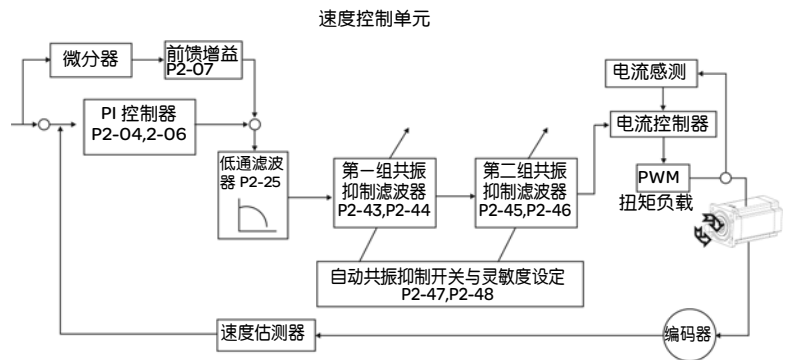 速度控制单元
微分器
前馈增益
P2-07
电流感测
PI 控制器
P2-04,2-06
电流控制器
低通滤波
器 P2-25
第一组共振
抑制滤波器
P2-43,P2-44
第二组共振
抑制滤波器
P2-45,P2-46
PWM
扭矩负载
自动共振抑制开关与灵敏度设定
P2-47,P2-48
速度估测器
编码器